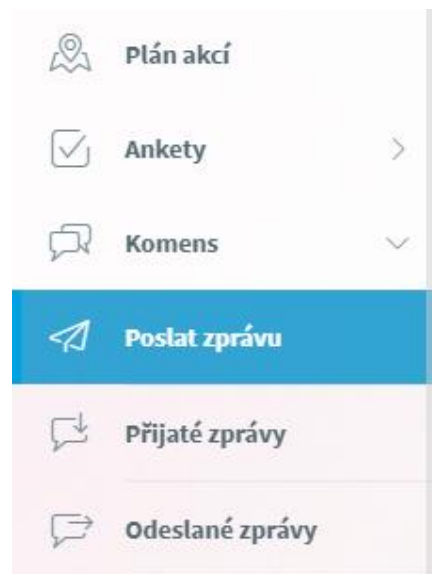 Plán akcí
Ankety
Komens
Poslat zprávu
Přijaté zprávy
Odeslané zprávy